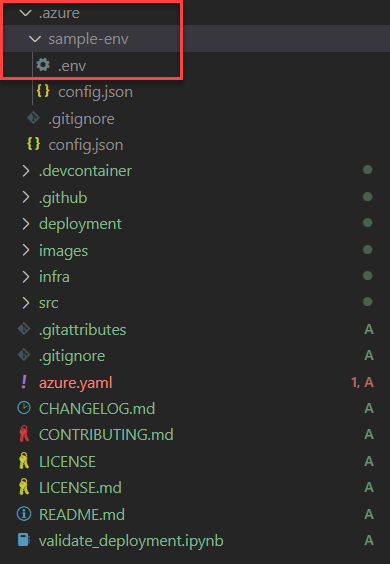 .azure
sample-env
.env
{} config.json
.gitignore
{} config.json
.devcontainer
.github
deployment
images
infra
src
.gitattributes A
.gitignore A
! azure.yaml 1, A
CHANGELOG.md A
CONTRIBUTING.md A
LICENSE A
LICENSE.md A
README.md A
validate_deployment.ipynb A